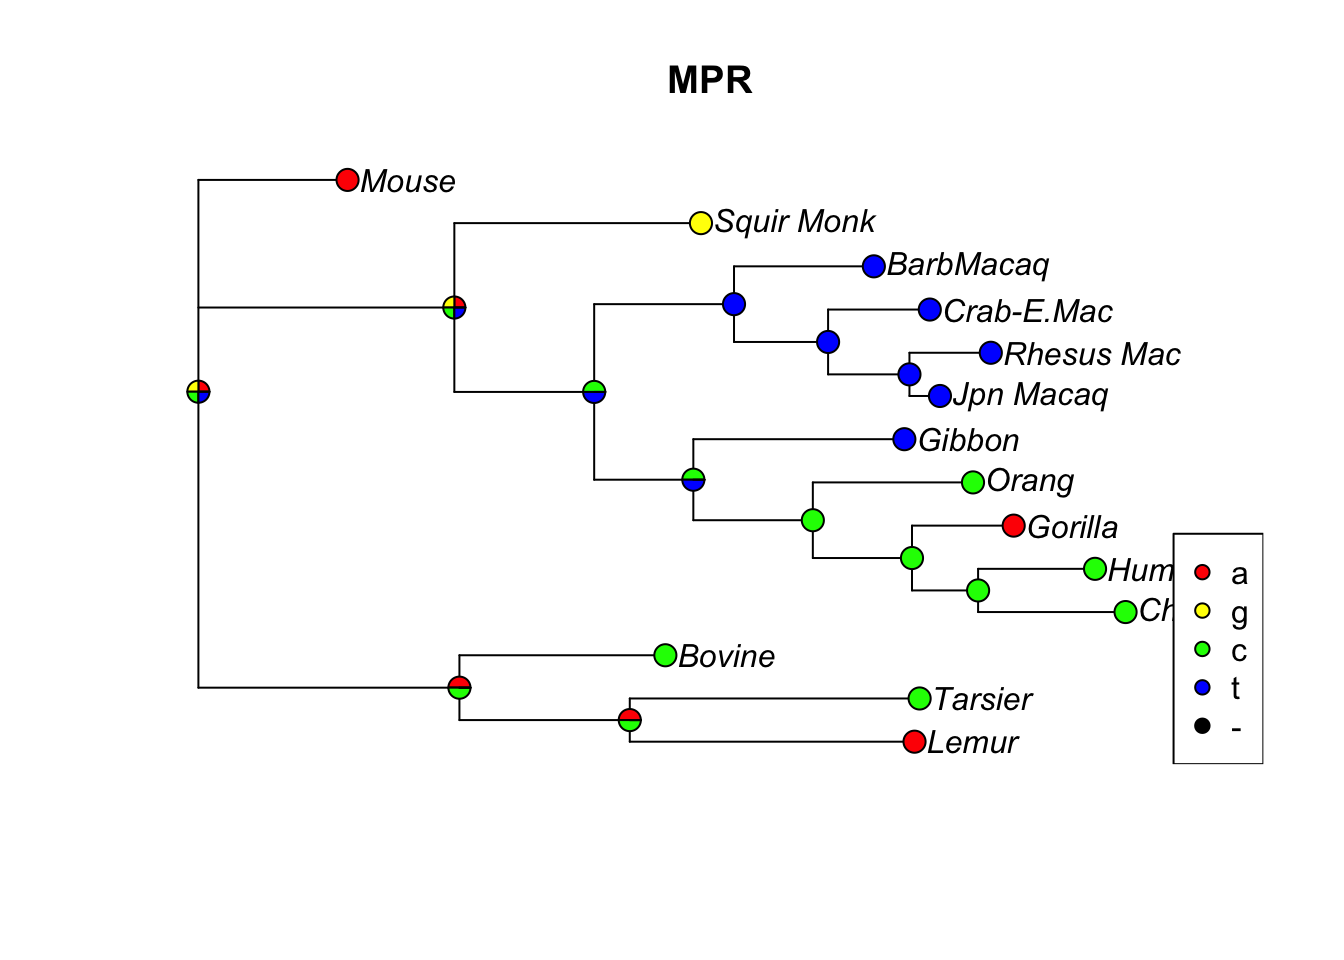 MPR
Mouse
Squir Monk
BarbMacaq
Crab-E.Mac
Rhesus Mac
Jpn Macaq
Gibbon
Orang
Gorilla
Hum
Ch
Bovine
Tarsier
Lemur
a
g
c
t
-